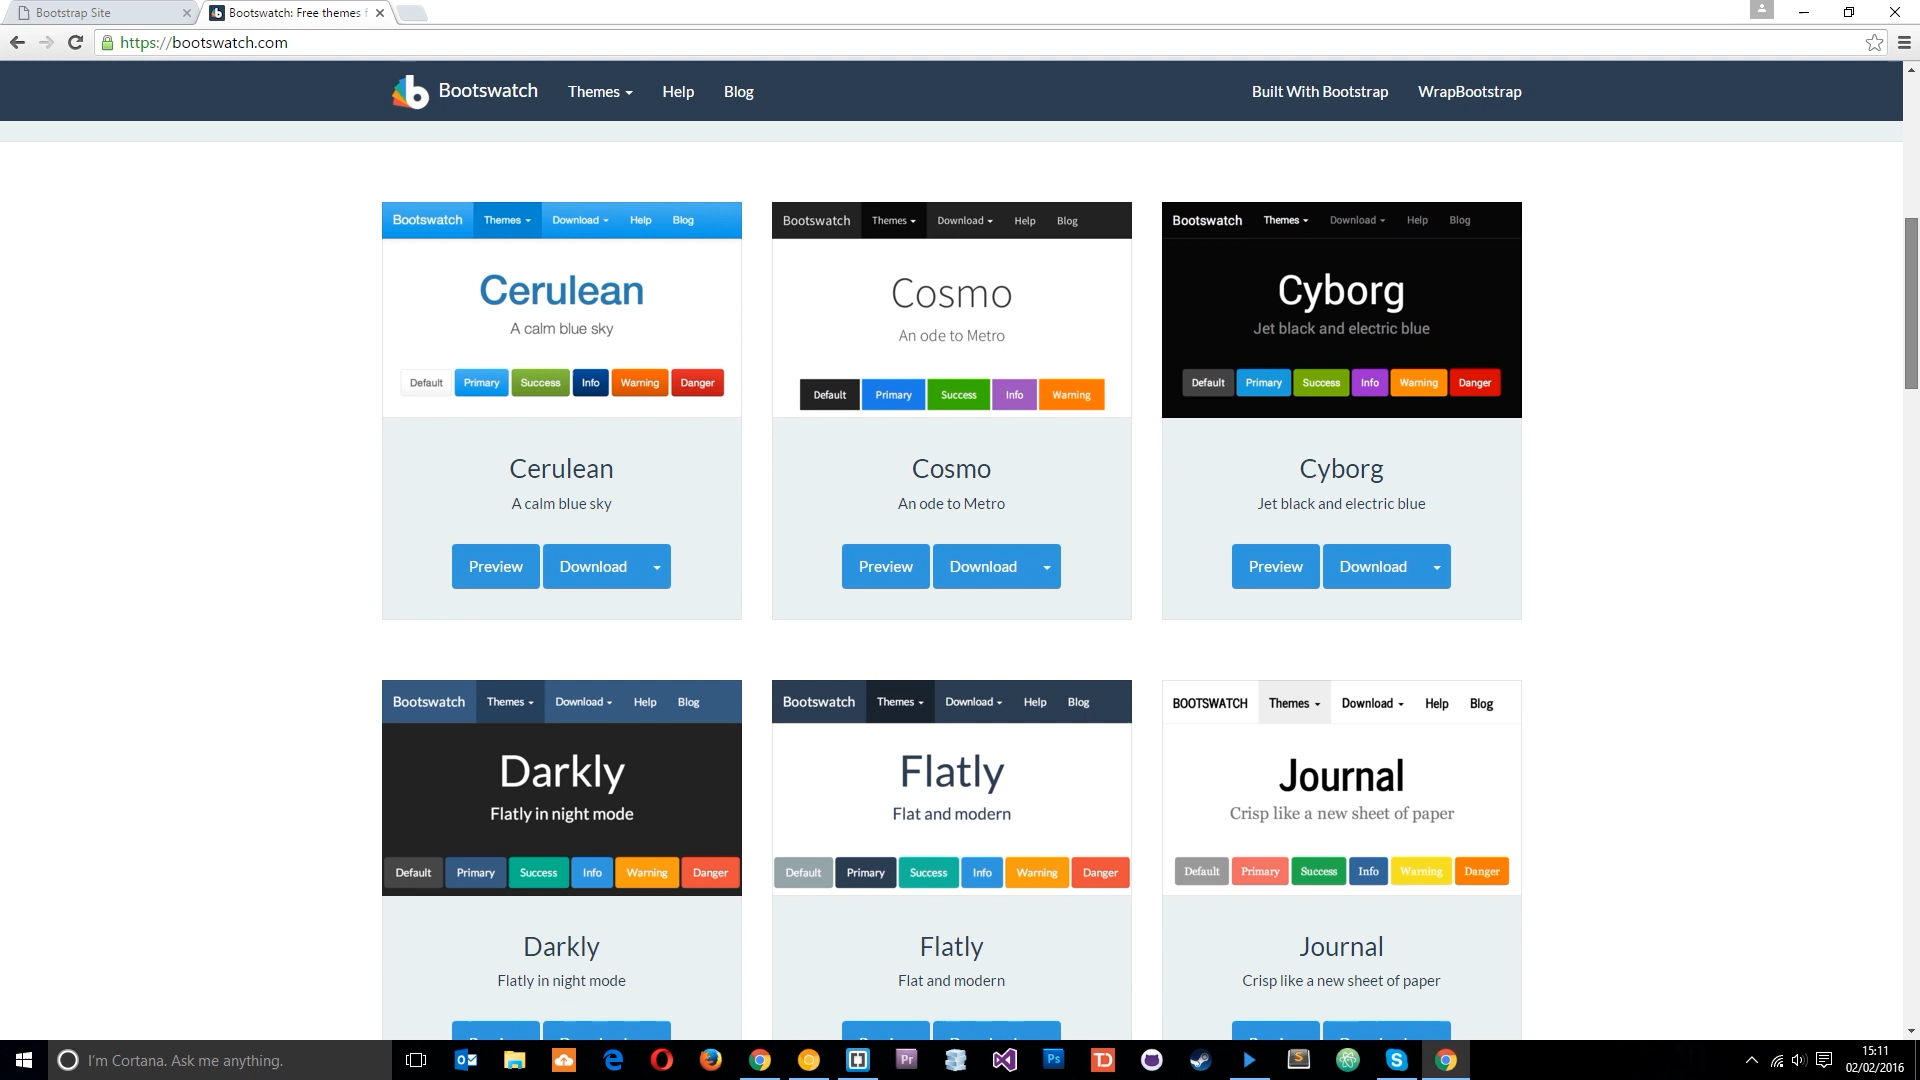 Bootstrap Site
Bootswatch: Free themes f
https://bootswatch.com
Bootswatch Themes Help Blog Built With Bootstrap WrapBootstrap
Bootswatch Themes Download Help Blog
Cerulean
A calm blue sky
Default Primary Success Info Warning Danger
Cerulean
A calm blue sky
Preview Download
Bootswatch Themes Download Help Blog
Cosmo
An ode to Metro
Default Primary Success Info Warning
Cosmo
An ode to Metro
Preview Download
Bootswatch Themes Download Help Blog
Cyborg
Jet black and electric blue
Default Primary Success Info Warning Danger
Cyborg
Jet black and electric blue
Preview Download
Bootswatch Themes Download Help Blog
Darkly
Flatly in night mode
Default Primary Success Info Warning Danger
Darkly
Flatly in night mode
Bootswatch Themes Download Help Blog
Flatly
Flat and modern
Default Primary Success Info Warning Danger
Flatly
Flat and modern
BOOTSWATCH Themes Download Help Blog
Journal
Crisp like a new sheet of paper
Default Primary Success Info Warning Danger
Journal
Crisp like a new sheet of paper
I'm Cortana. Ask me anything.
Pr
Ps
15:11
02/02/2016